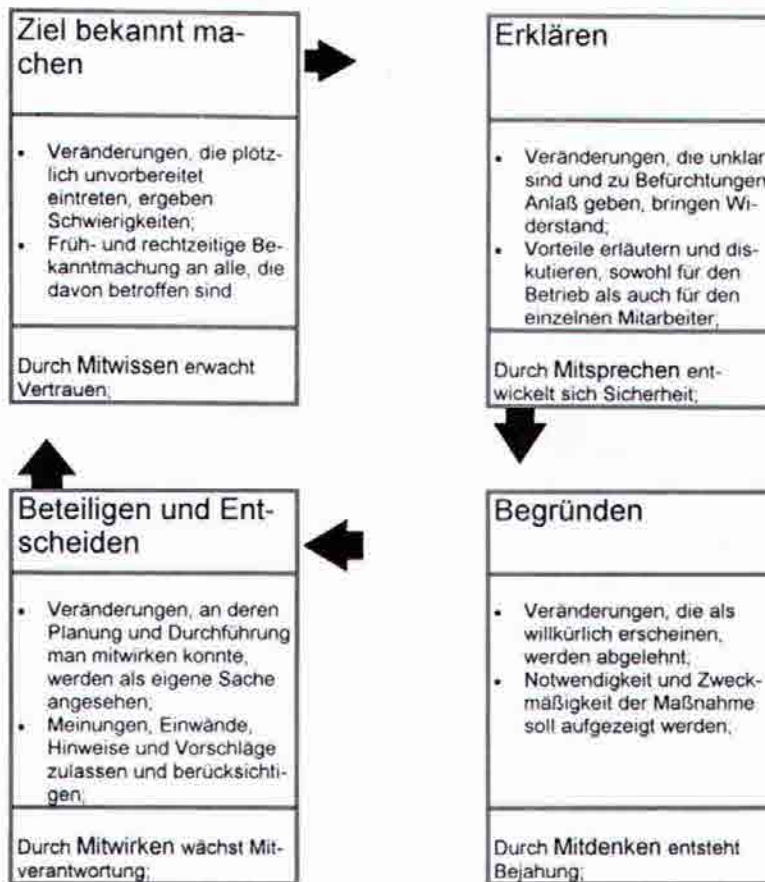 Ziel bekannt ma-
chen
• Veränderungen, die plötz-
lich unvorbereitet
eintreten, ergeben
Schwierigkeiten;
• Früh- und rechtzeitige Be-
kanntmachung an alle, die
davon betroffen sind
Durch Mitwissen erwacht
Vertrauen;
Erklären
• Veränderungen, die unklar
sind und zu Befürchtungen
Anlaß geben, bringen Wi-
derstand;
• Vorteile erläutern und dis-
kutieren, sowohl für den
Betrieb als auch für den
einzelnen Mitarbeiter;
Durch Mitsprechen ent-
wickelt sich Sicherheit;
Begründen
• Veränderungen, die als
willkürlich erscheinen,
werden abgelehnt;
• Notwendigkeit und Zweck-
mäßigkeit der Maßnahme
soll aufgezeigt werden;
Durch Mitdenken entsteht
Bejahung;
Beteiligen und Ent-
scheiden
• Veränderungen, an deren
Planung und Durchführung
man mitwirken konnte,
werden als eigene Sache
angesehen;
• Meinungen, Einwände,
Hinweise und Vorschläge
zulassen und berücksichti-
gen;
Durch Mitwirken wächst Mit-
verantwortung;